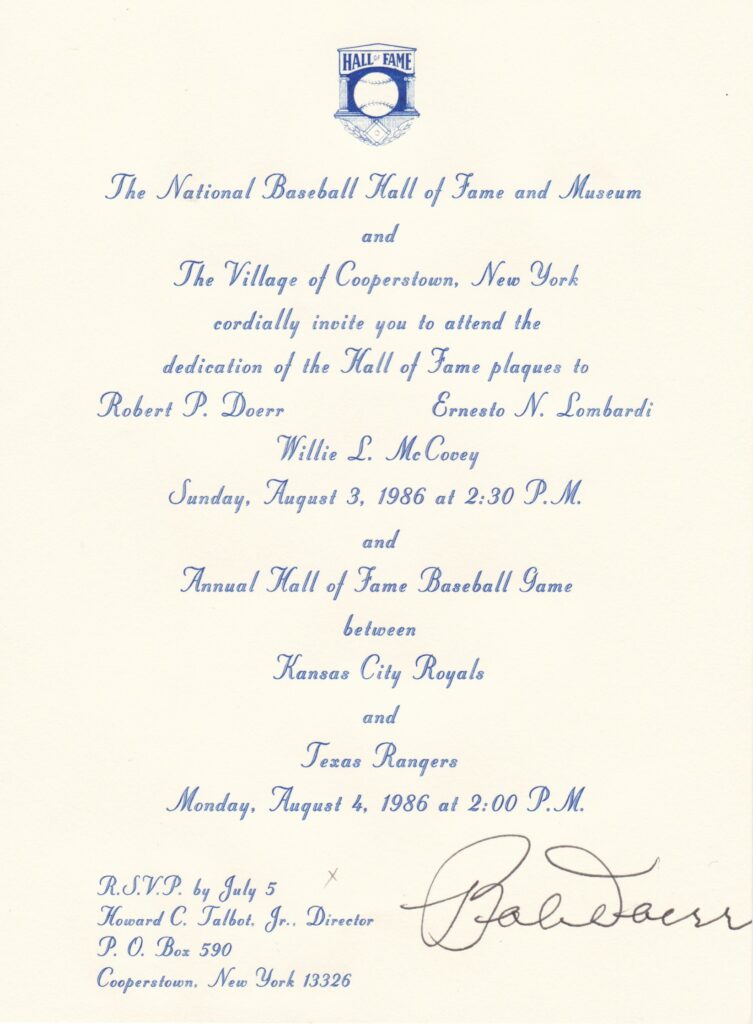 HALL of FAME
The National Baseball Hall of Fame and Museum
and
The Village of Cooperstown, New York
cordially invite you to attend the
dedication of the Hall of Fame plaques to
Robert P. Doerr Ernesto N. Lombardi
Willie L. McCovey
Sunday, August 3, 1986 at 2:30 P.M.
and
Annual Hall of Fame Baseball Game
between
Kansas City Royals
and
Texas Rangers
Monday, August 4, 1986 at 2:00 P.M.
R.S.V.P. by July 5
Howard C. Talbot, Jr., Director
P. O. Box 590
Cooperstown, New York 13326
x
Bob Doerr